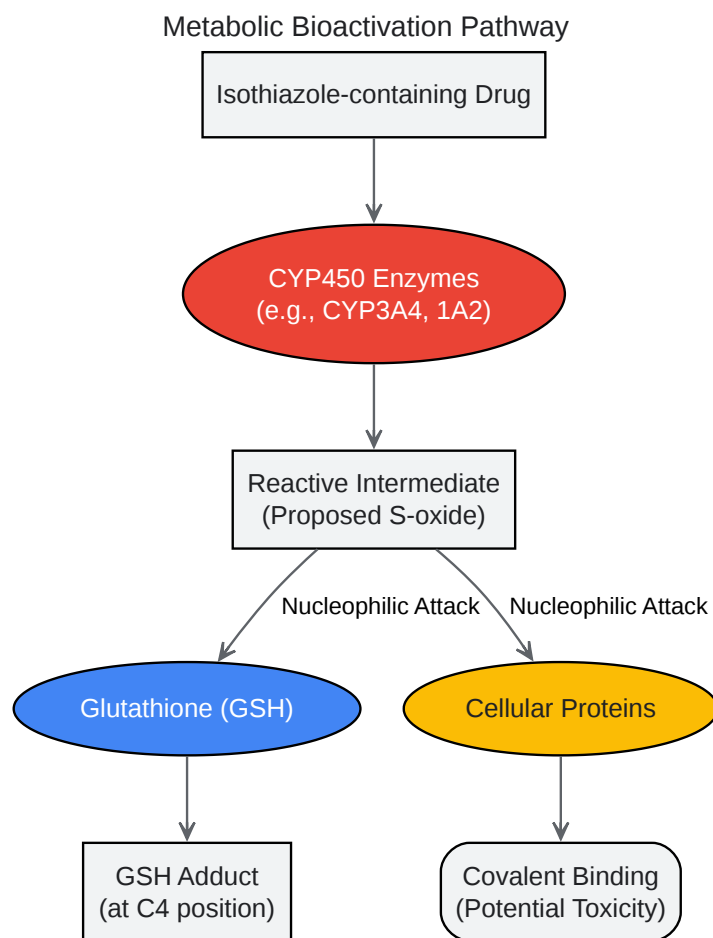 Metabolic Bioactivation Pathway
Isothiazole-containing Drug
CYP450 Enzymes
(e.g., CYP3A4, 1A2)
Reactive Intermediate
(Proposed S-oxide)
Nucleophilic Attack
Nucleophilic Attack
Glutathione (GSH)
Cellular Proteins
GSH Adduct
(at C4 position)
Covalent Binding
(Potential Toxicity)